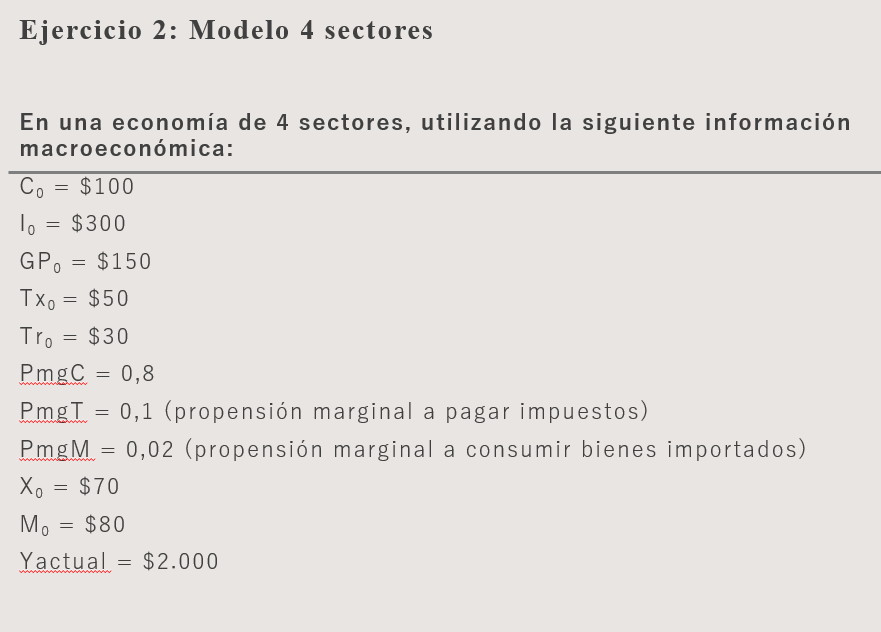 Ejercicio 2: Modelo 4 sectores
En una economía de 4 sectores, utilizando la siguiente información
macroeconómica:
C₀ = $100
I₀ = $300
GP₀ = $150
Tx₀ = $50
Tr₀ = $30
PmgC = 0,8
PmgT = 0,1 (propensión marginal a pagar impuestos)
PmgM = 0,02 (propensión marginal a consumir bienes importados)
X₀ = $70
M₀ = $80
Yactual = $2.000